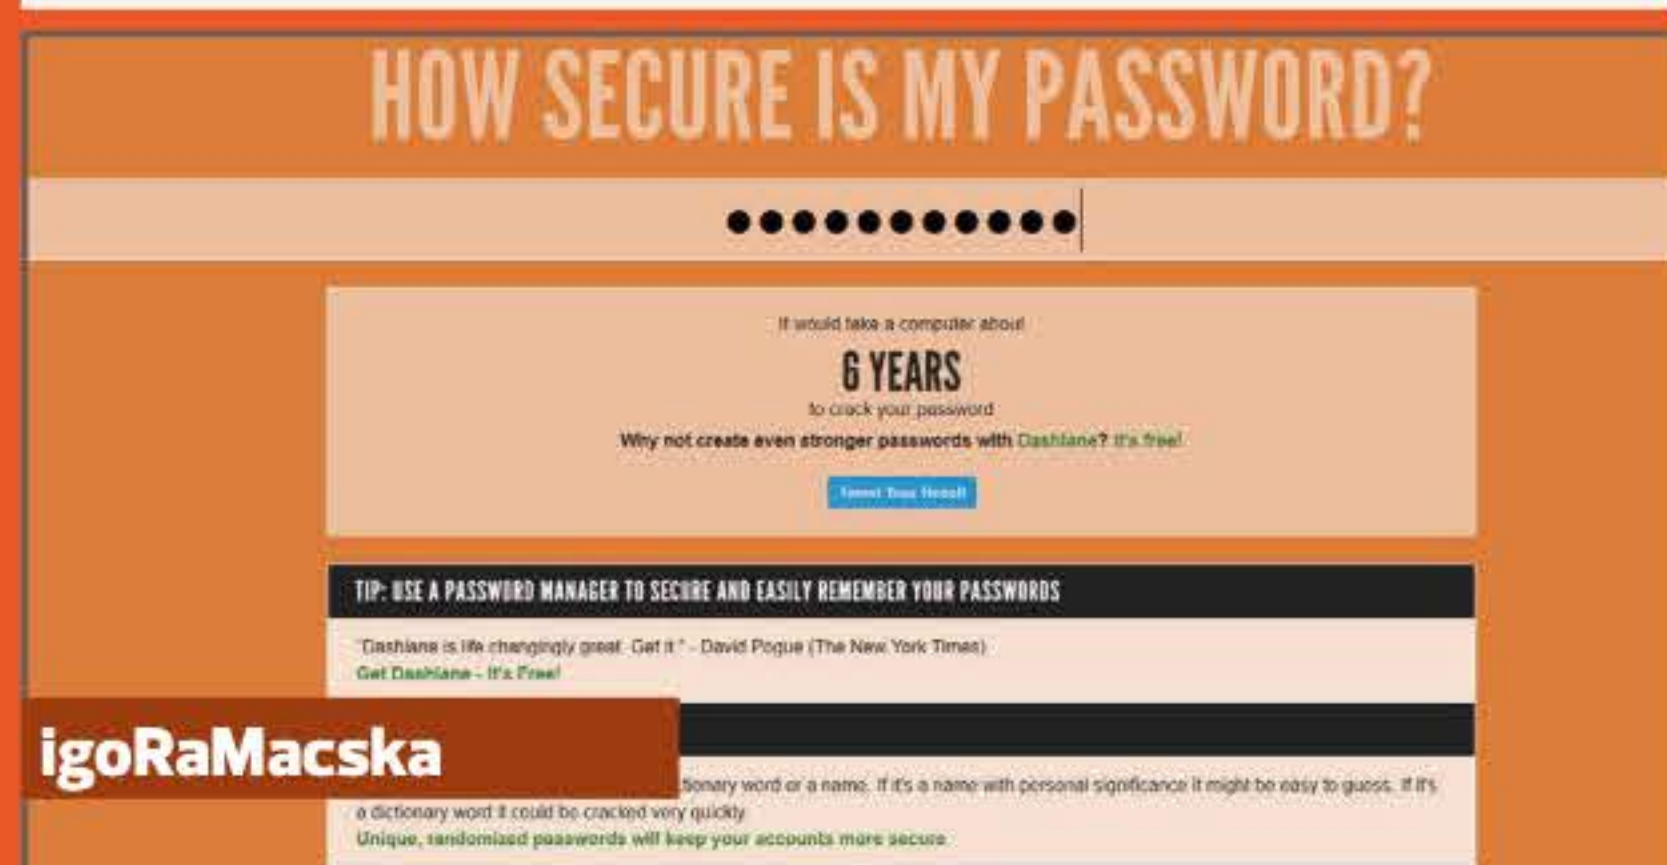 HOW SECURE IS MY PASSWORD?
It would take a computer about
6 YEARS
to crack your password
Why not create even stronger passwords with Dashlane? It's free!
Tweet Your Result
TIP: USE A PASSWORD MANAGER TO SECURE AND EASILY REMEMBER YOUR PASSWORDS
"Dashlane is life changingly great. Get it." - David Pogue (The New York Times)
Get Dashlane - It's Free!
igoRaMacska
tionary word or a name. If it's a name with personal significance it might be easy to guess. If it's
a dictionary word it could be cracked very quickly.
Unique, randomized passwords will keep your accounts more secure.